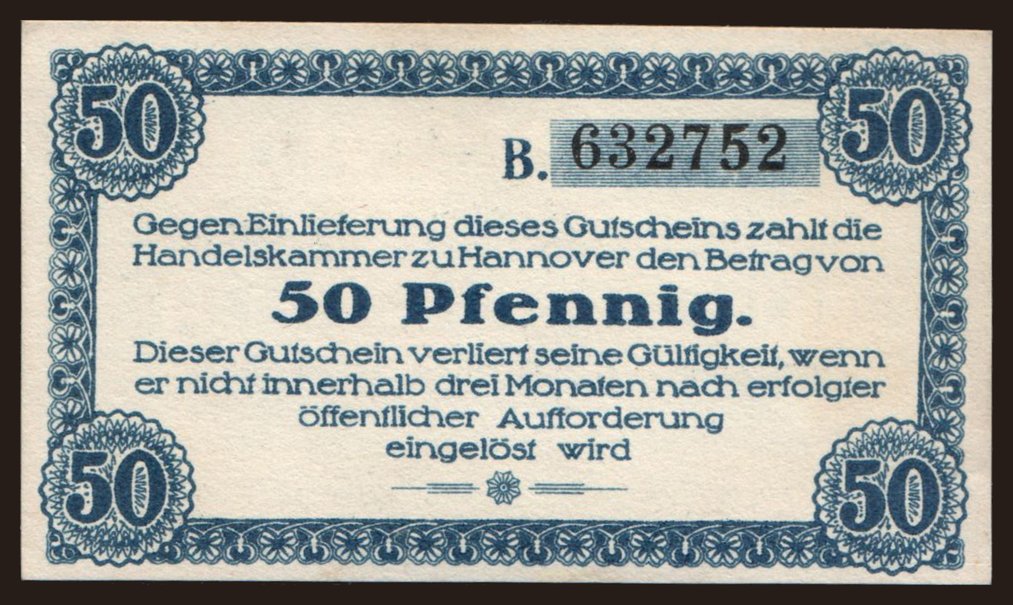 50 50
B. 632752
Gegen Einlieferung dieses Gutscheins zahlt die
Handelskammer zu Hannover den Betrag von
50 Pfennig.
Dieser Gutschein verliert seine Gültigkeit, wenn
er nicht innerhalb drei Monaten nach erfolgter
öffentlicher Aufforderung
eingelöst wird
50 50